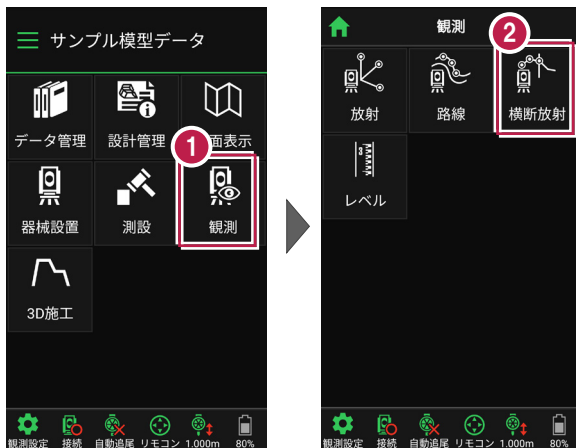 サンプル模型データ
データ管理
設計管理
1
面表示
器械設置
測設
観測
3D施工
観測設定
接続
自動追尾
リモコン
1.000m
80%
観測
2
放射
路線
横断放射
レベル
観測設定
接続
自動追尾
リモコン
1.000m
80%